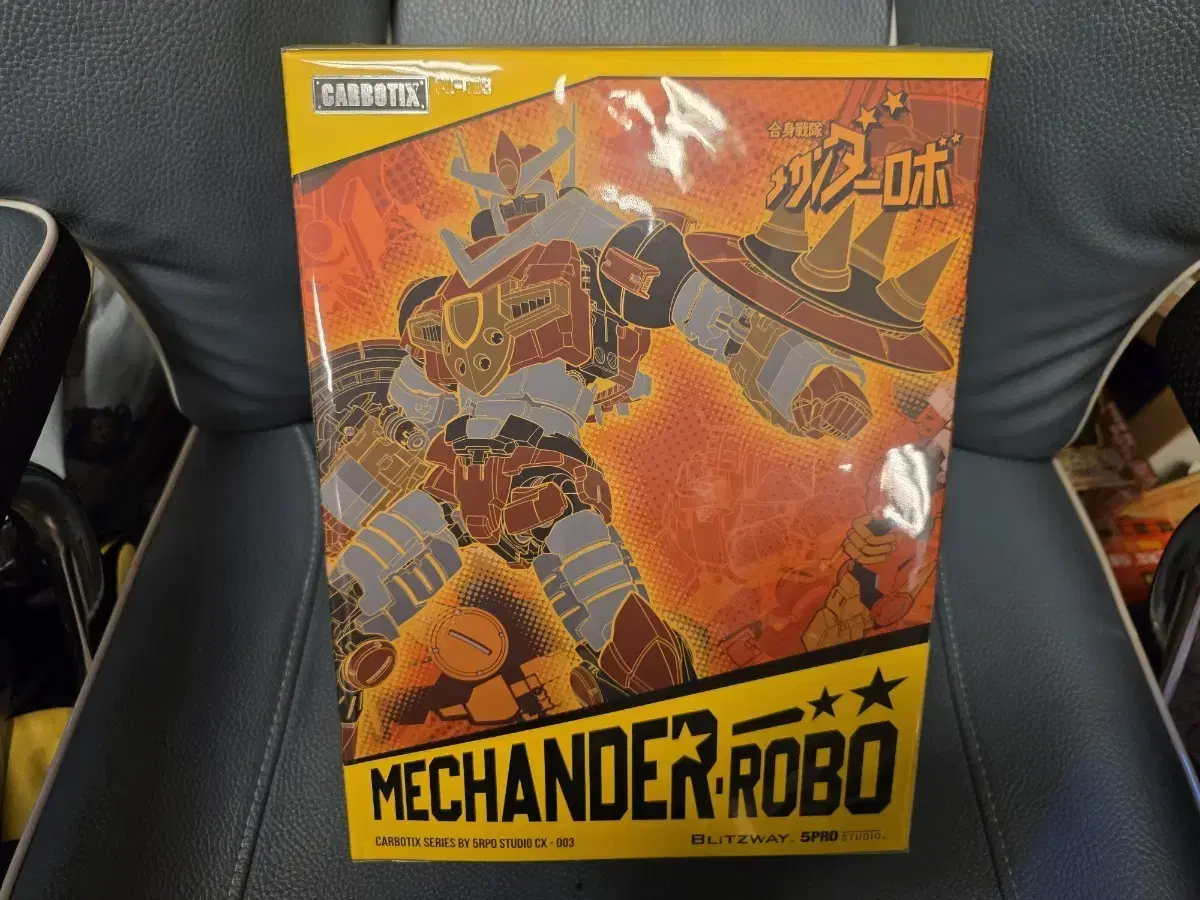 CARBOTIX
合身戦隊
メカンダーロボ
MECHANDER·ROBO
CARBOTIX SERIES BY 5RPO STUDIO CX - 003
BLITZWAY. 5PRO STUDIO.